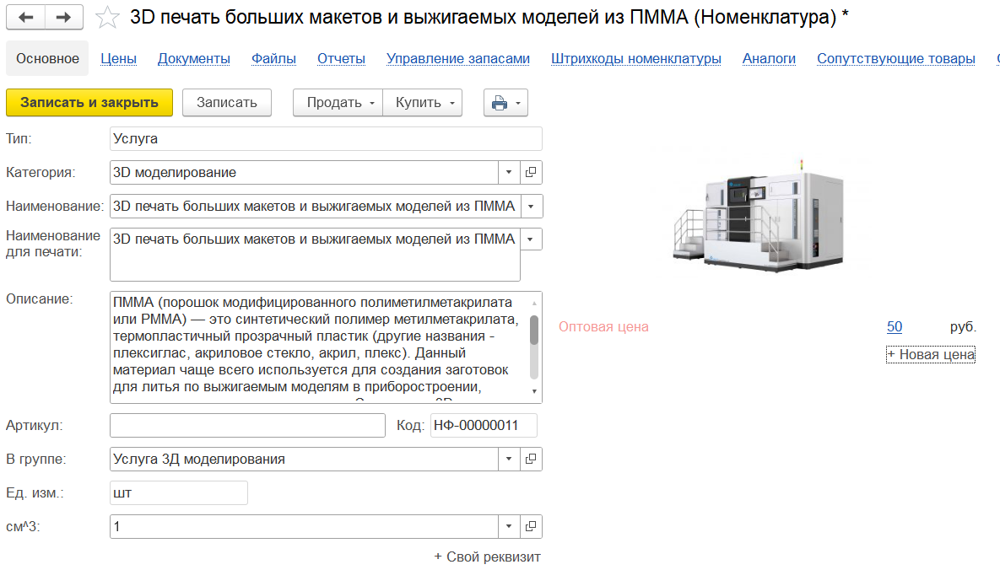 3D печать больших макетов и выжигаемых моделей из ПММА (Номенклатура) *
Основное Цены Документы Файлы Отчеты Управление запасами Штрихкоды номенклатуры Аналоги Сопутствующие товары
Записать и закрыть Записать Продать Купить
Тип: Услуга
Категория: 3D моделирование
Наименование: 3D печать больших макетов и выжигаемых моделей из ПММА
Наименование для печати: 3D печать больших макетов и выжигаемых моделей из ПММА
Описание: ПММА (порошок модифицированного полиметилметакрилата
или PMMA) — это синтетический полимер метилметакрилата,
термопластичный прозрачный пластик (другие названия -
плексиглас, акриловое стекло, акрил, плекс). Данный
материал чаще всего используется для создания заготовок
для литья по выжигаемым моделям в приборостроении,
Оптовая цена 50 руб.
+ Новая цена
Артикул: Код: НФ-00000011
В группе: Услуга 3Д моделирования
Ед. изм.: шт
см^3: 1
+ Свой реквизит